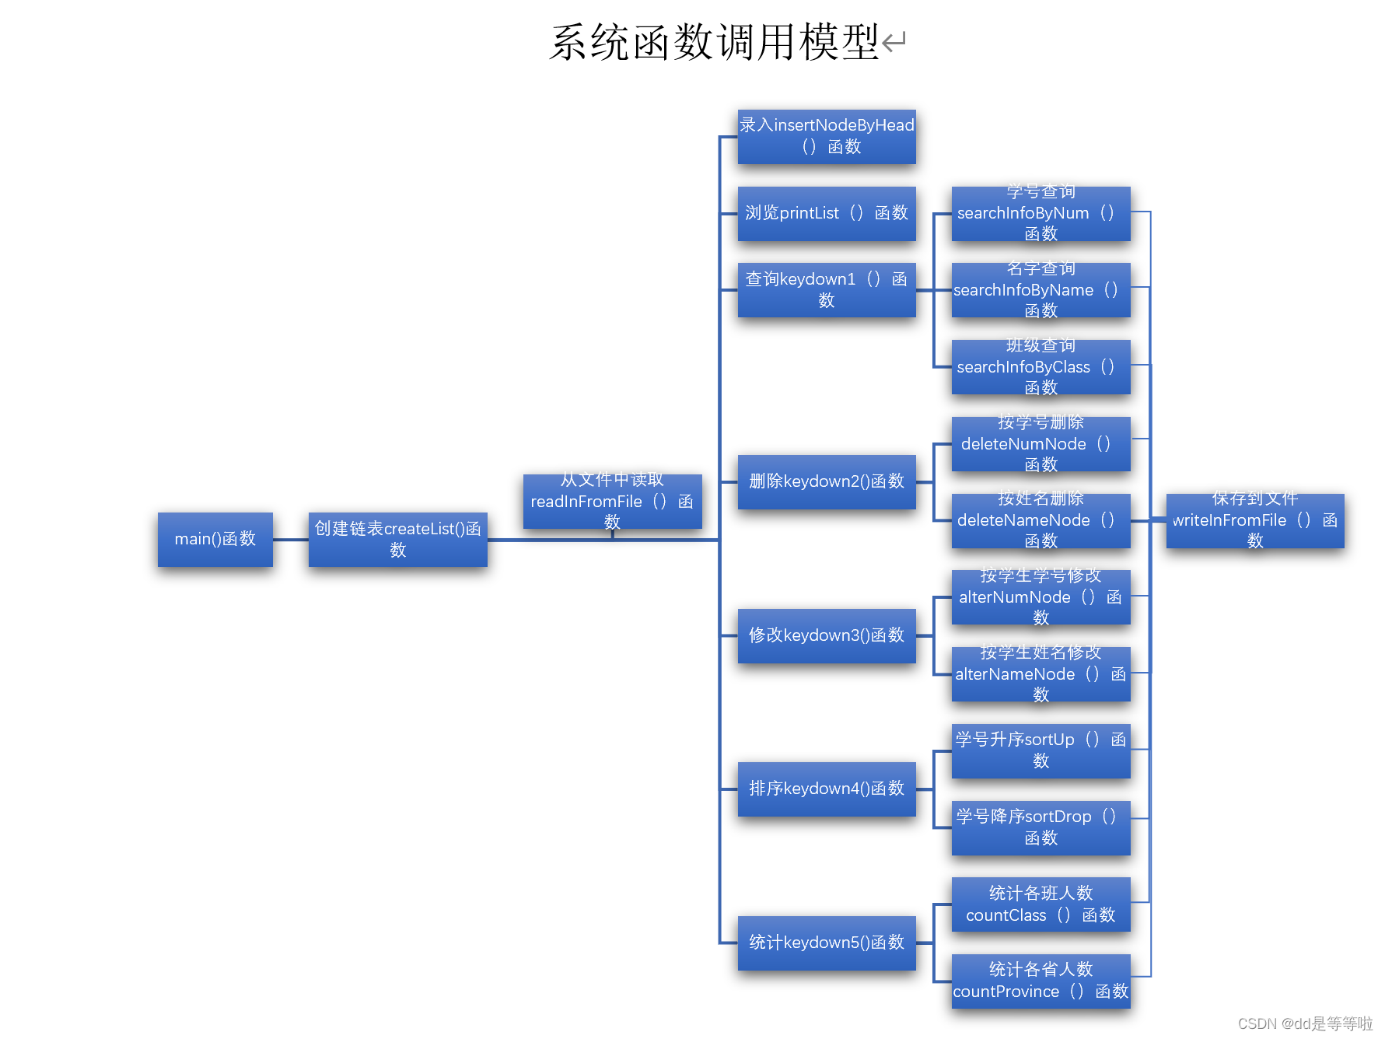 系统函数调用模型↵
录入insertNodeByHead
（）函数
浏览printList（）函数
查询keydown1（）函
数
学号查询
searchInfoByNum（）
函数
名字查询
searchInfoByName（）
函数
班级查询
searchInfoByClass（）
函数
main()函数
创建链表createList()函
数
从文件中读取
readInFromFile（）函
数
删除keydown2()函数
按学号删除
deleteNumNode（）
函数
按姓名删除
deleteNameNode（）
函数
保存到文件
writeInFromFile（）函
数
修改keydown3()函数
按学生学号修改
alterNumNode（）函
数
按学生姓名修改
alterNameNode（）函
数
排序keydown4()函数
学号升序sortUp（）函
数
学号降序sortDrop（）
函数
统计keydown5()函数
统计各班人数
countClass（）函数
统计各省人数
countProvince（）函数
CSDN @dd是等等啦